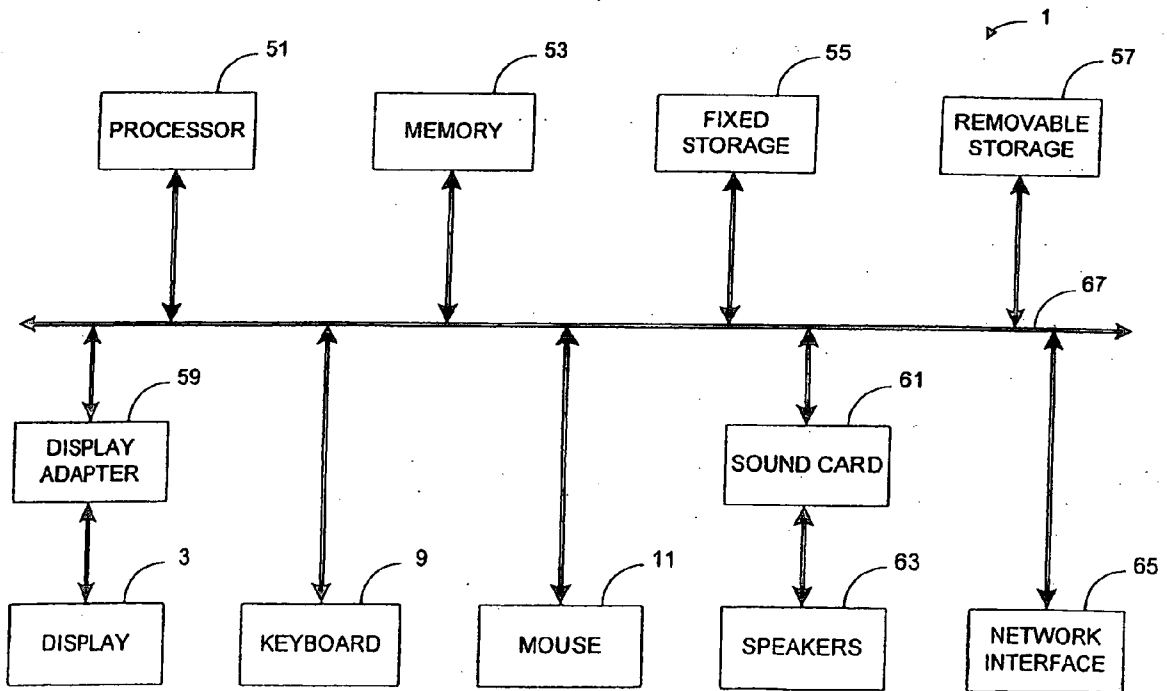 1
51
53
55
57
PROCESSOR
MEMORY
FIXED
STORAGE
REMOVABLE
STORAGE
67
59
61
DISPLAY
ADAPTER
SOUND CARD
3
9
11
63
65
DISPLAY
KEYBOARD
MOUSE
SPEAKERS
NETWORK
INTERFACE